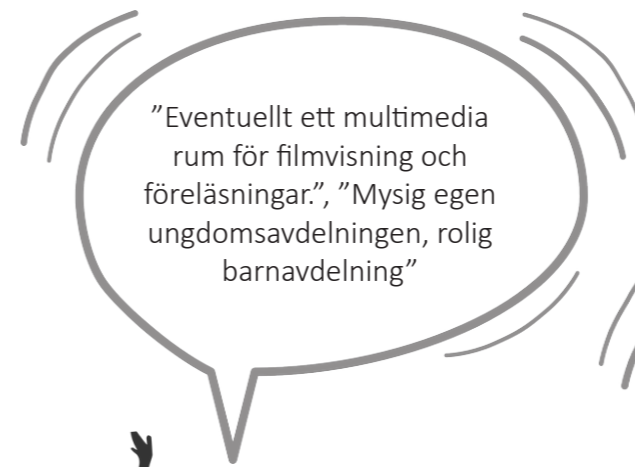 ”Eventuellt ett multimedia
rum för filmvisning och
föreläsningar.”, ”Mysig egen
ungdomsavdelningen, rolig
barnavdelning”